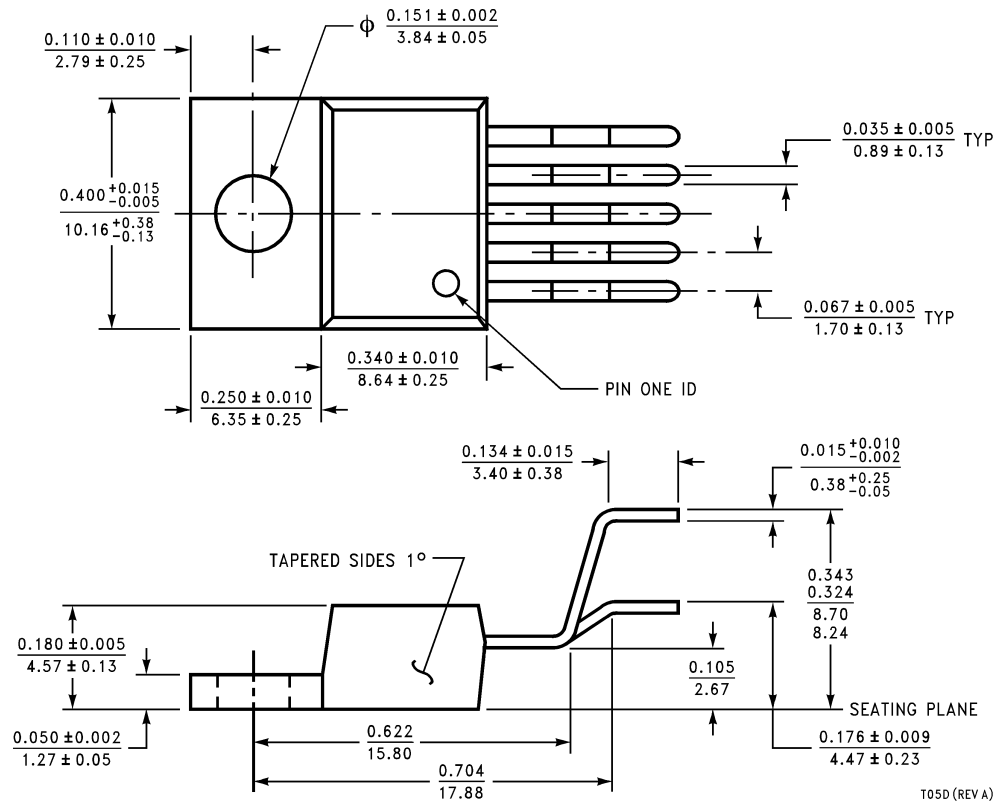 ϕ 0.151 ± 0.002
3.84 ± 0.05
0.110 ± 0.010
2.79 ± 0.25
0.035 ± 0.005 TYP
0.89 ± 0.13
0.400 +0.015 -0.005
10.16 +0.38 -0.13
0.067 ± 0.005 TYP
1.70 ± 0.13
0.340 ± 0.010
8.64 ± 0.25
PIN ONE ID
0.250 ± 0.010
6.35 ± 0.25
0.134 ± 0.015
3.40 ± 0.38
0.015 +0.010 -0.002
0.38 +0.25 -0.05
TAPERED SIDES 1°
0.343
0.324
8.70
8.24
0.180 ±0.005
4.57 ± 0.13
0.105
2.67
SEATING PLANE
0.050 ±0.002
1.27 ± 0.05
0.622
15.80
0.176 ±0.009
4.47 ± 0.23
0.704
17.88
TO5D (REV A)